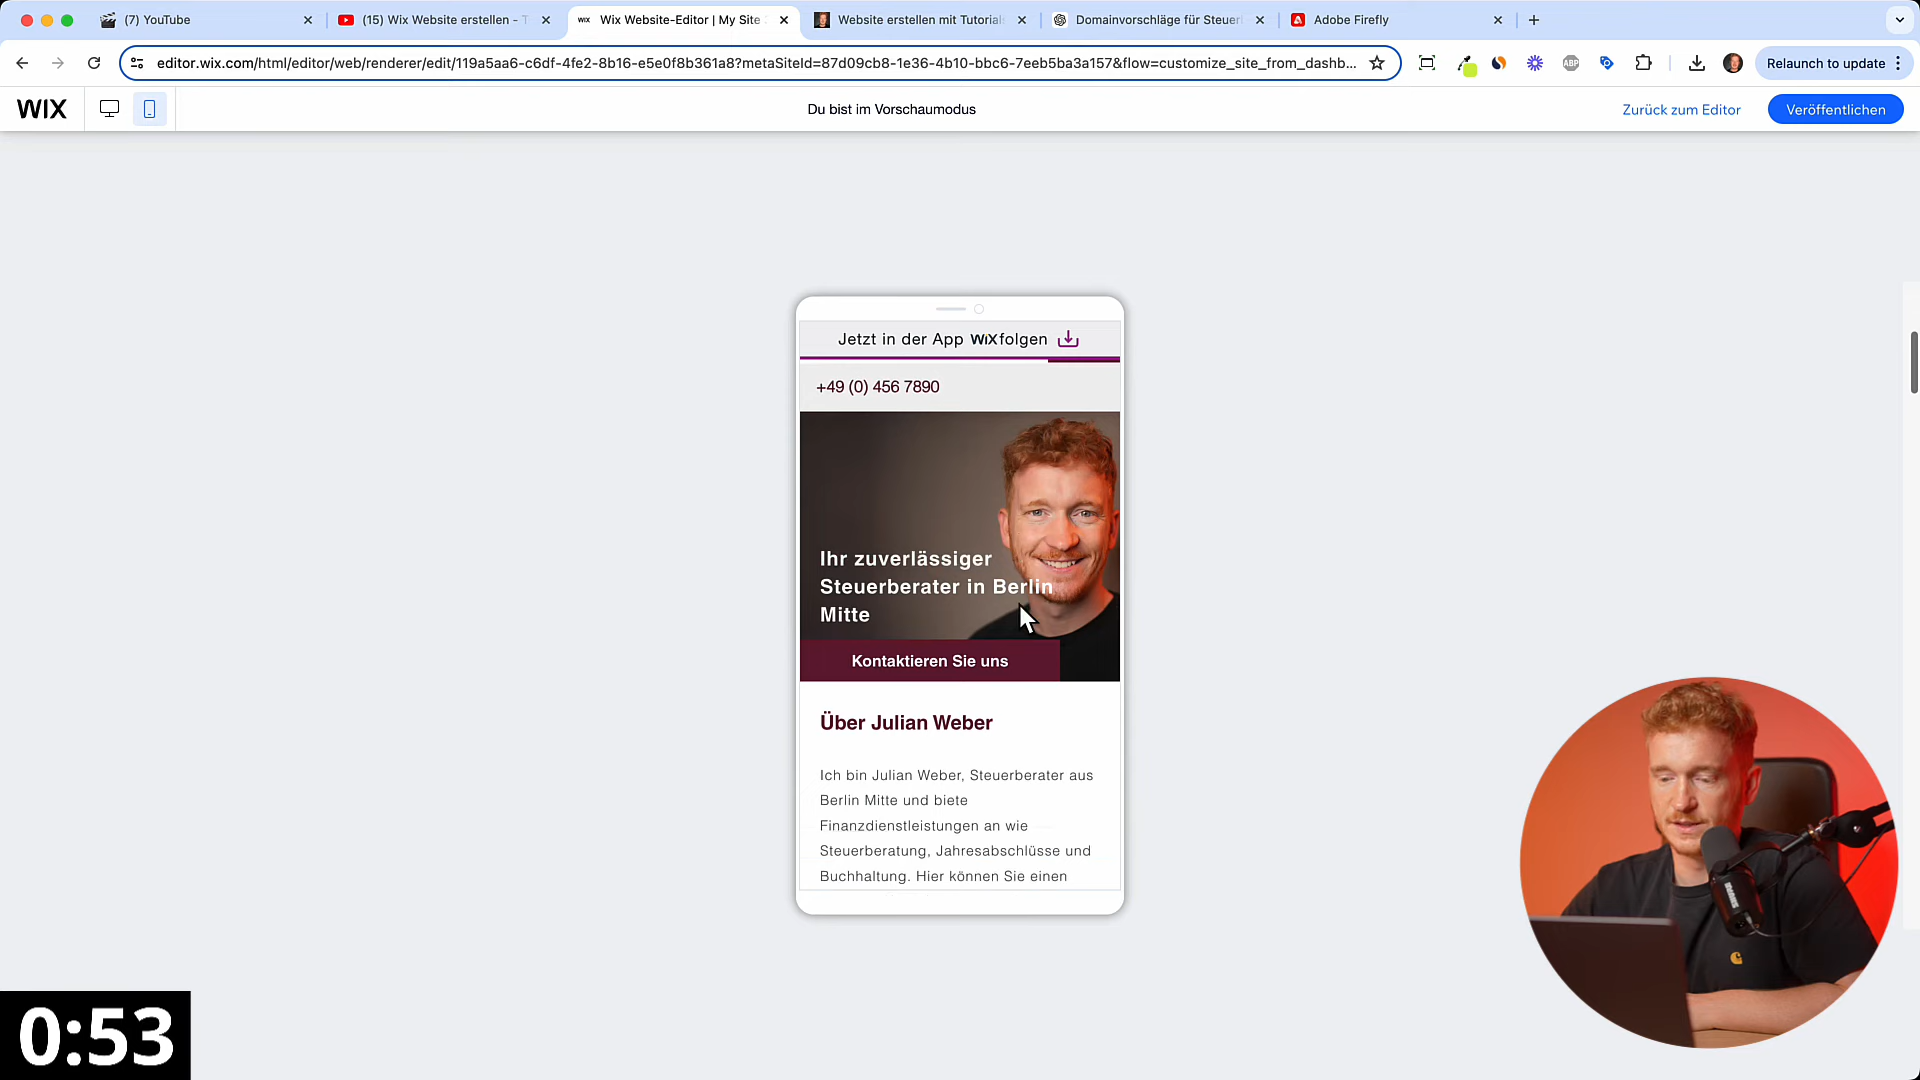 (7) YouTube
(15) Wix Website erstellen - T
WIX Wix Website-Editor | My Site
Website erstellen mit Tutorials
Domainvorschläge für Steuer
Adobe Firefly
editor.wix.com/html/editor/web/renderer/edit/119a5aa6-c6df-4fe2-8b16-e5e0f8b361a8?metaSiteId=87d09cb8-1e36-4b10-bbc6-7eeb5ba3a157&flow=customize_site_from_dashb...
ABP
Relaunch to update
WIX
Du bist im Vorschaumodus
Zurück zum Editor
Veröffentlichen
Jetzt in der App WiXfolgen
+49 (0) 456 7890
Ihr zuverlässiger
Steuerberater in Berlin
Mitte
Kontaktieren Sie uns
Über Julian Weber
Ich bin Julian Weber, Steuerberater aus
Berlin Mitte und biete
Finanzdienstleistungen an wie
Steuerberatung, Jahresabschlüsse und
Buchhaltung. Hier können Sie einen
0:53